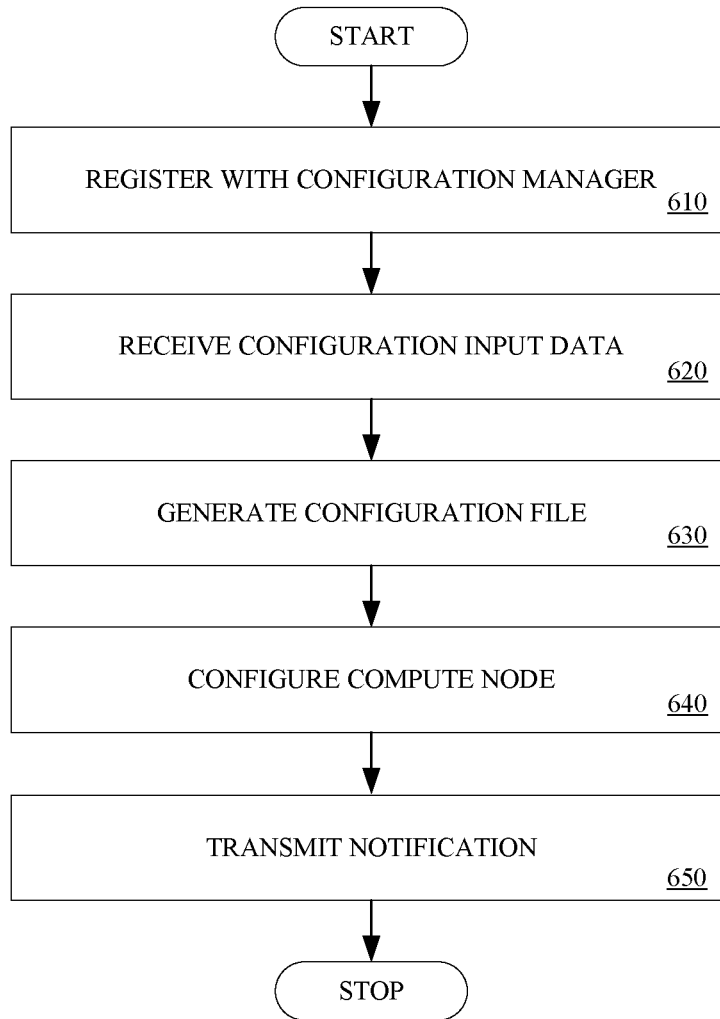 START
REGISTER WITH CONFIGURATION MANAGER
610
RECEIVE CONFIGURATION INPUT DATA
620
GENERATE CONFIGURATION FILE
630
CONFIGURE COMPUTE NODE
640
TRANSMIT NOTIFICATION
650
STOP